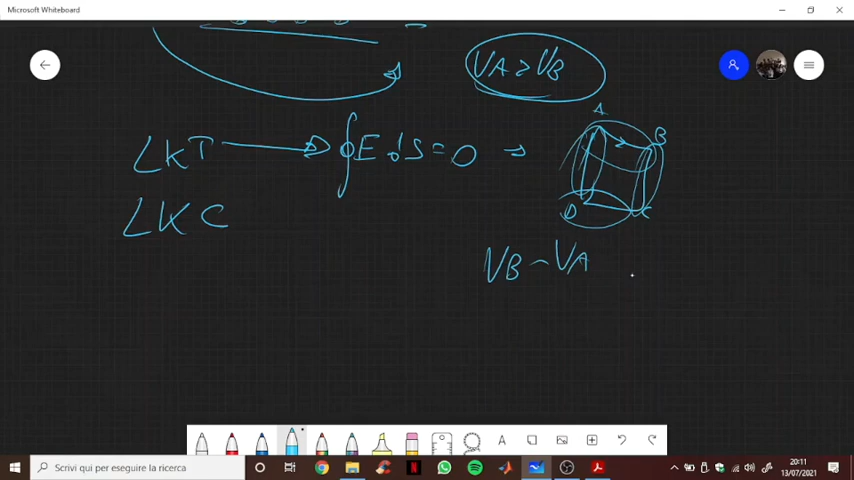 Microsoft Whiteboard
VA > VB
LKT → ∮ E ds = 0 →
A
B
D
C
LKC
VB - VA
Scrivi qui per eseguire la ricerca
20:11
13/07/2021